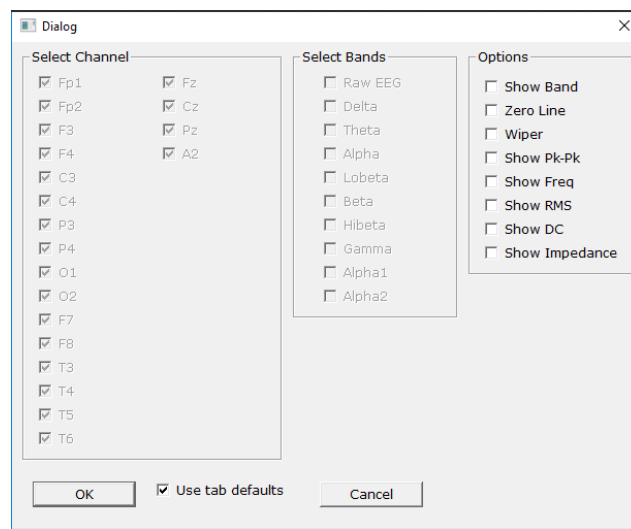 Dialog
Select Channel
Fp1
Fp2
F3
F4
C3
C4
P3
P4
O1
O2
F7
F8
T3
T4
T5
T6
Fz
Cz
Pz
A2
Select Bands
Raw EEG
Delta
Theta
Alpha
Lobeta
Beta
Hibeta
Gamma
Alpha1
Alpha2
Options
Show Band
Zero Line
Wiper
Show Pk-Pk
Show Freq
Show RMS
Show DC
Show Impedance
OK
Use tab defaults
Cancel